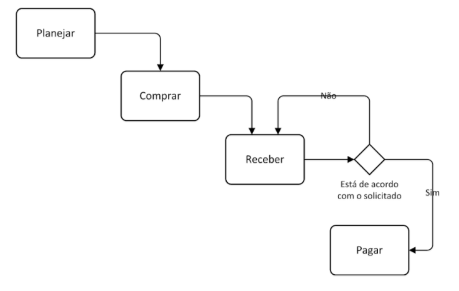 Planejar
Comprar
Não
Receber
Está de acordo
com o solicitado
Sim
Pagar